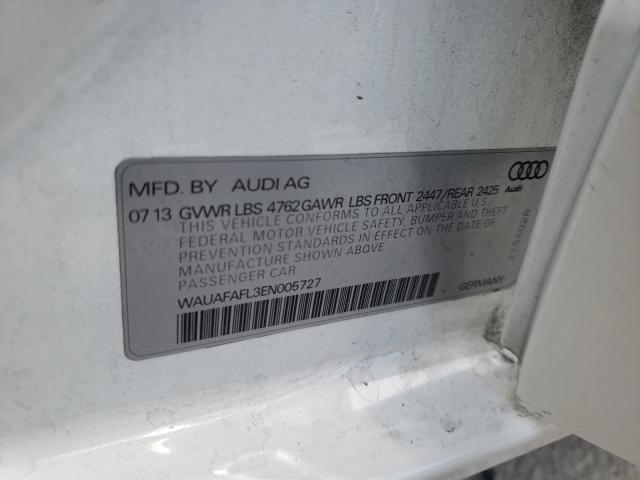 MFD. BY AUDI AG
07 13 GVWR LBS 4762 GAWR LBS FRONT 2447/REAR 2425
THIS VEHICLE CONFORMS TO ALL APPLICABLE U.S.
FEDERAL MOTOR VEHICLE SAFETY, BUMPER AND THEFT
PREVENTION STANDARDS IN EFFECT ON THE DATE OF
MANUFACTURE SHOWN ABOVE
PASSENGER CAR
WAUAFAFL3EN005727
GERMANY
Audi